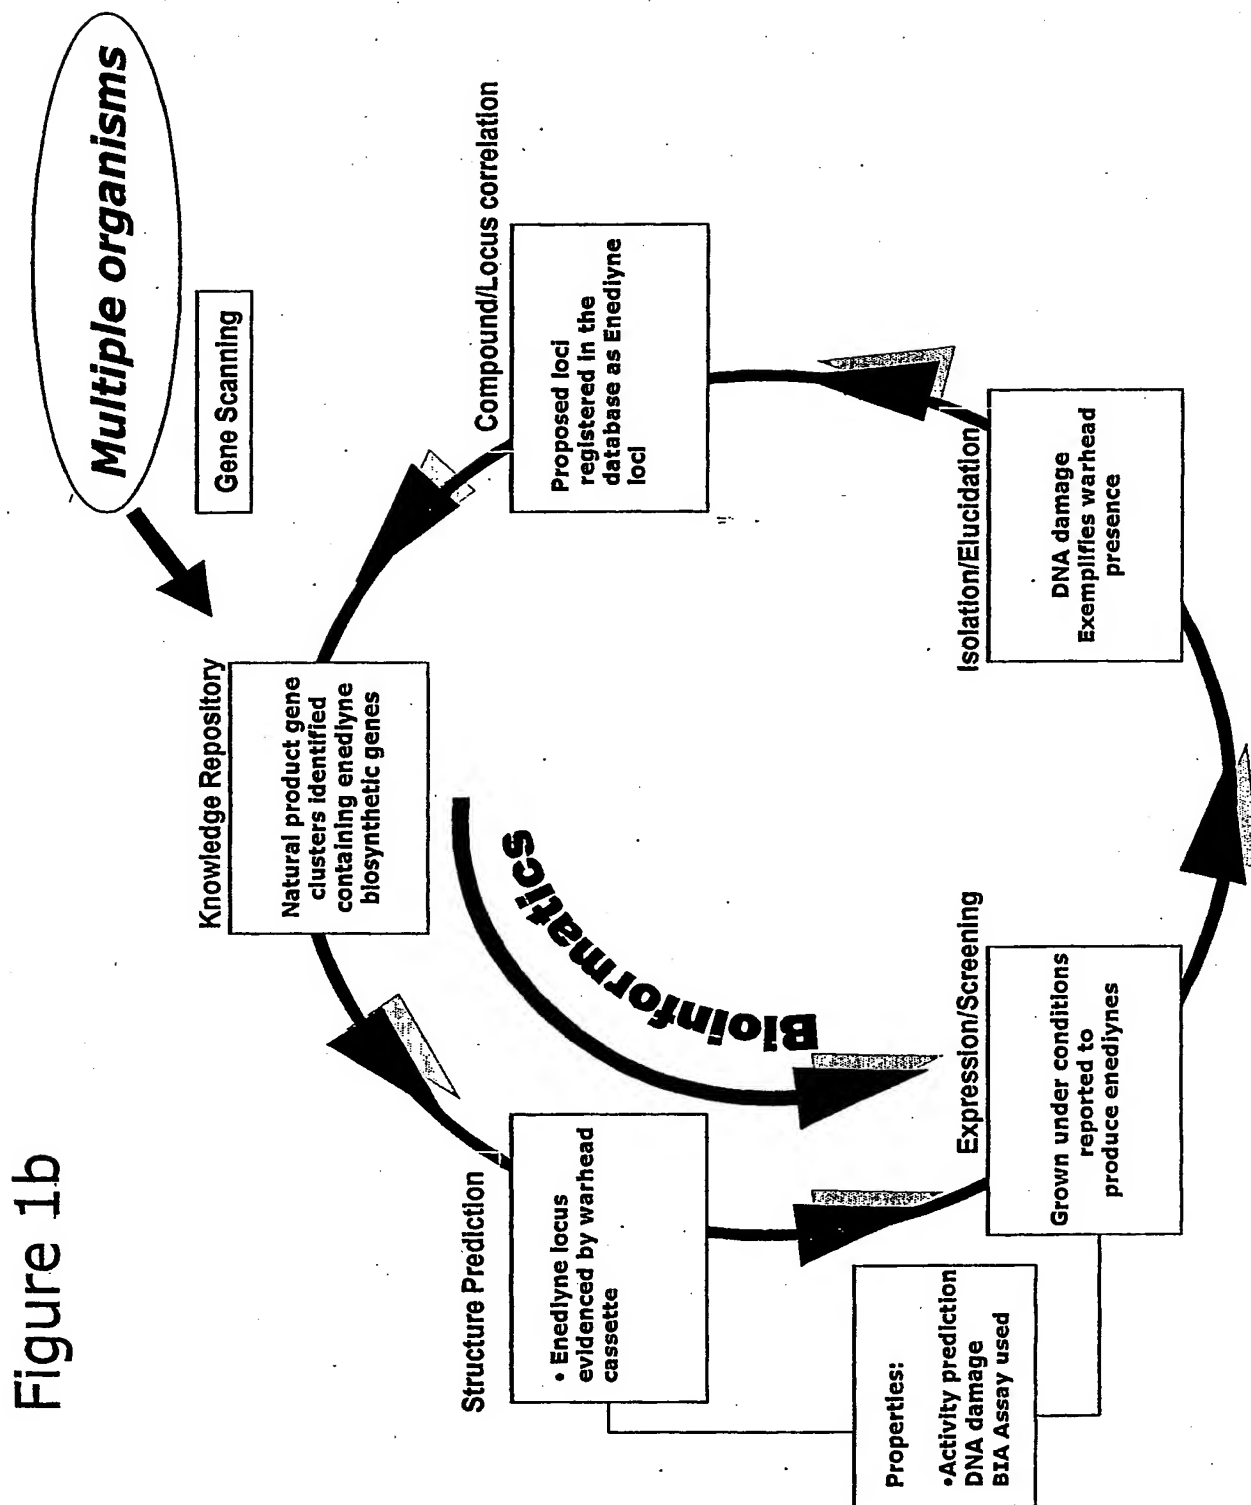 Figure 1b
Multiple organisms
Gene Scanning
Knowledge Repository
Natural product gene
clusters identified
containing enediyne
biosynthetic genes
Structure Prediction
• Enediyne locus
evidenced by warhead
cassette
Bioinformatics
Compound/Locus correlation
Proposed loci
registered in the
database as Enediyne
loci
Properties:
•Activity prediction
DNA damage
BIA Assay used
Expression/Screening
Grown under conditions
reported to
produce enediynes
Isolation/Elucidation
DNA damage
Exemplifies warhead
presence